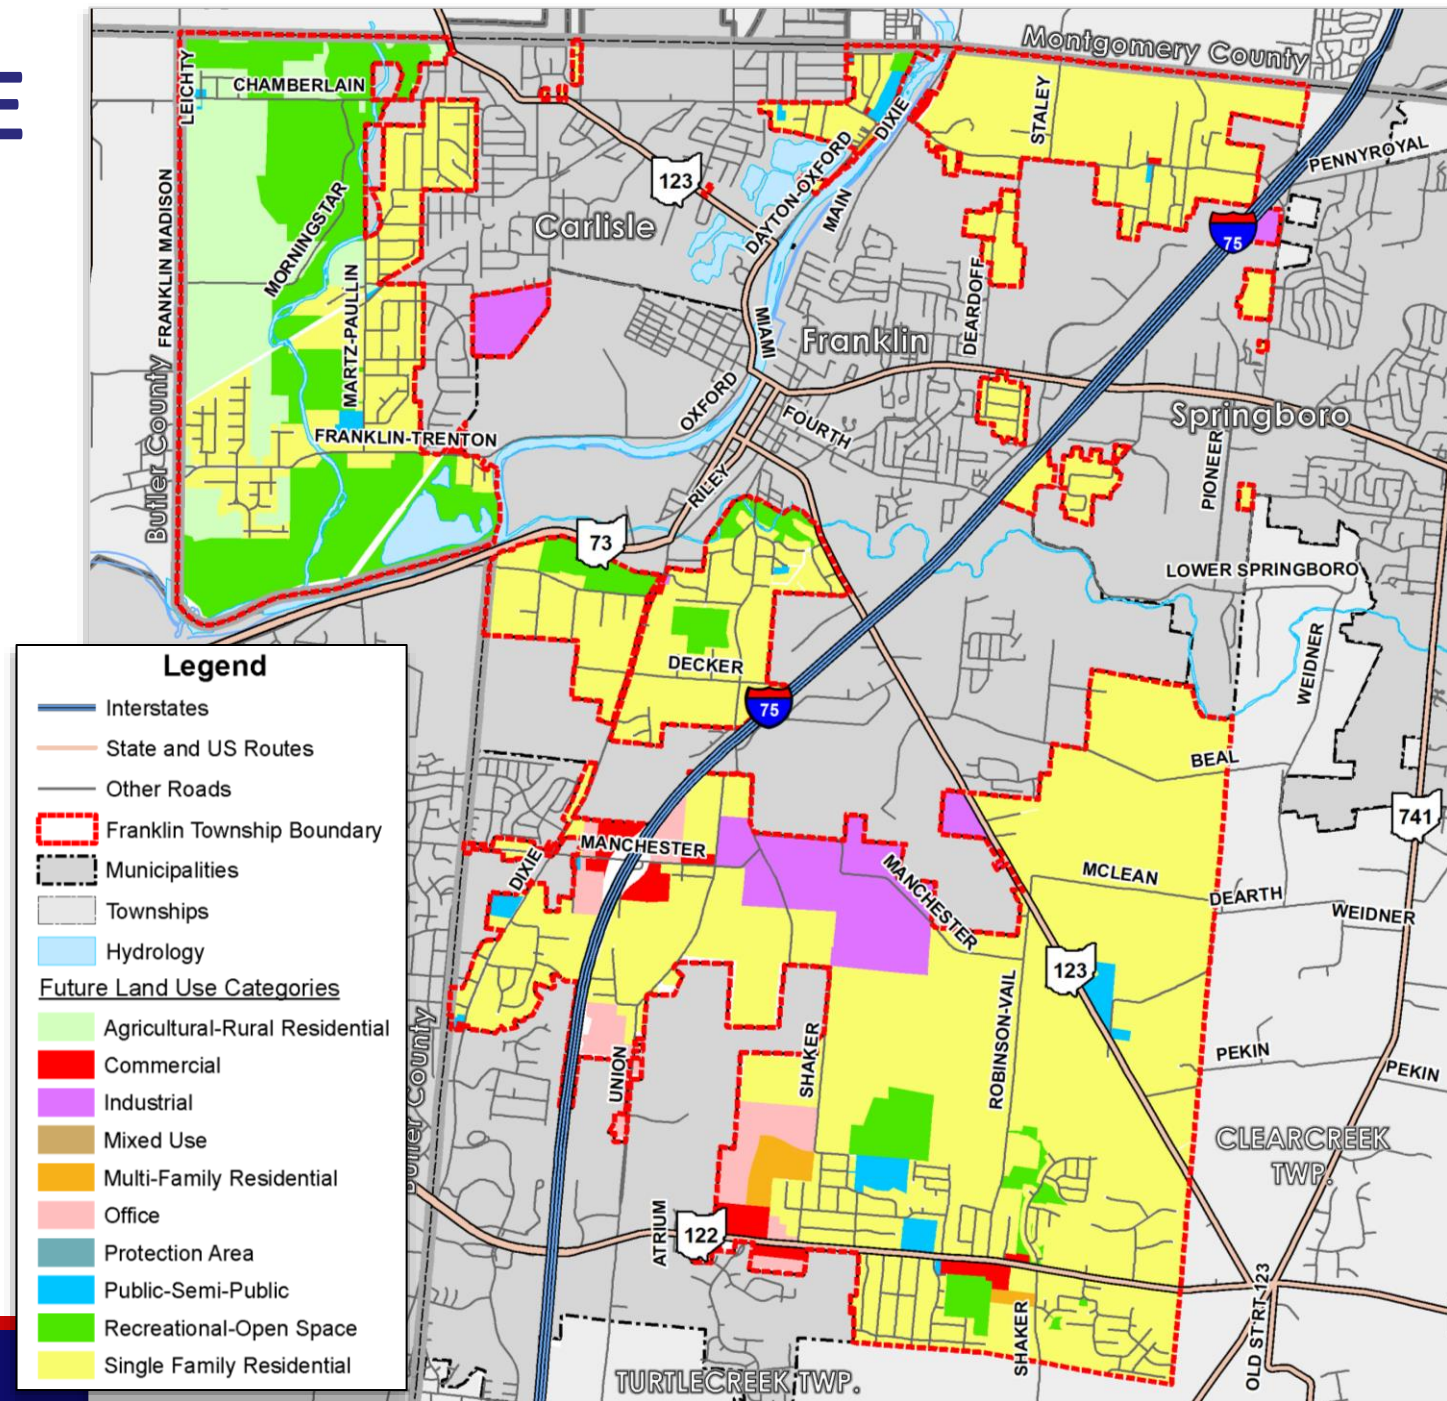 E
Montgomery County
LEICHTY
CHAMBERLAIN
STALEY
DIXIE
PENNYROYAL
123
DAYTON-OXFORD
MAIN
Carlisle
FRANKLIN MADISON
MORNINGSTAR
75
MARTZ-PAULLIN
DEARDOFF
MIAMI
Franklin
Butler County
OXFORD
FOURTH
Springboro
FRANKLIN-TRENTON
RILEY
PIONEER
73
LOWER SPRINGBORO
WEIDNER
DECKER
75
BEAL
741
MANCHESTER
DIXIE
MANCHESTER
MCLEAN
DEARTH
WEIDNER
123
ROBINSON-VAIL
SHAKER
UNION
Butler County
PEKIN
PEKIN
CLEARCREEK
TWP.
ATRIUM
122
SHAKER
OLD ST RT 123
TURTLECREEK TWP.
Legend
Interstates
State and US Routes
Other Roads
Franklin Township Boundary
Municipalities
Townships
Hydrology
Future Land Use Categories
Agricultural-Rural Residential
Commercial
Industrial
Mixed Use
Multi-Family Residential
Office
Protection Area
Public-Semi-Public
Recreational-Open Space
Single Family Residential